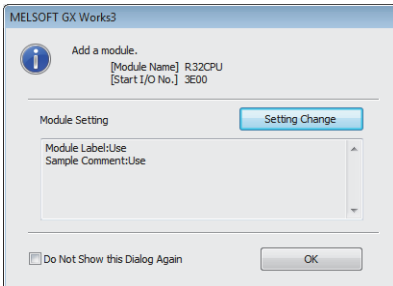 MELSOFT GX Works3
Add a module.
[Module Name] R32CPU
[Start I/O No.] 3E00
Module Setting
Setting Change
Module Label:Use
Sample Comment:Use
Do Not Show this Dialog Again
OK